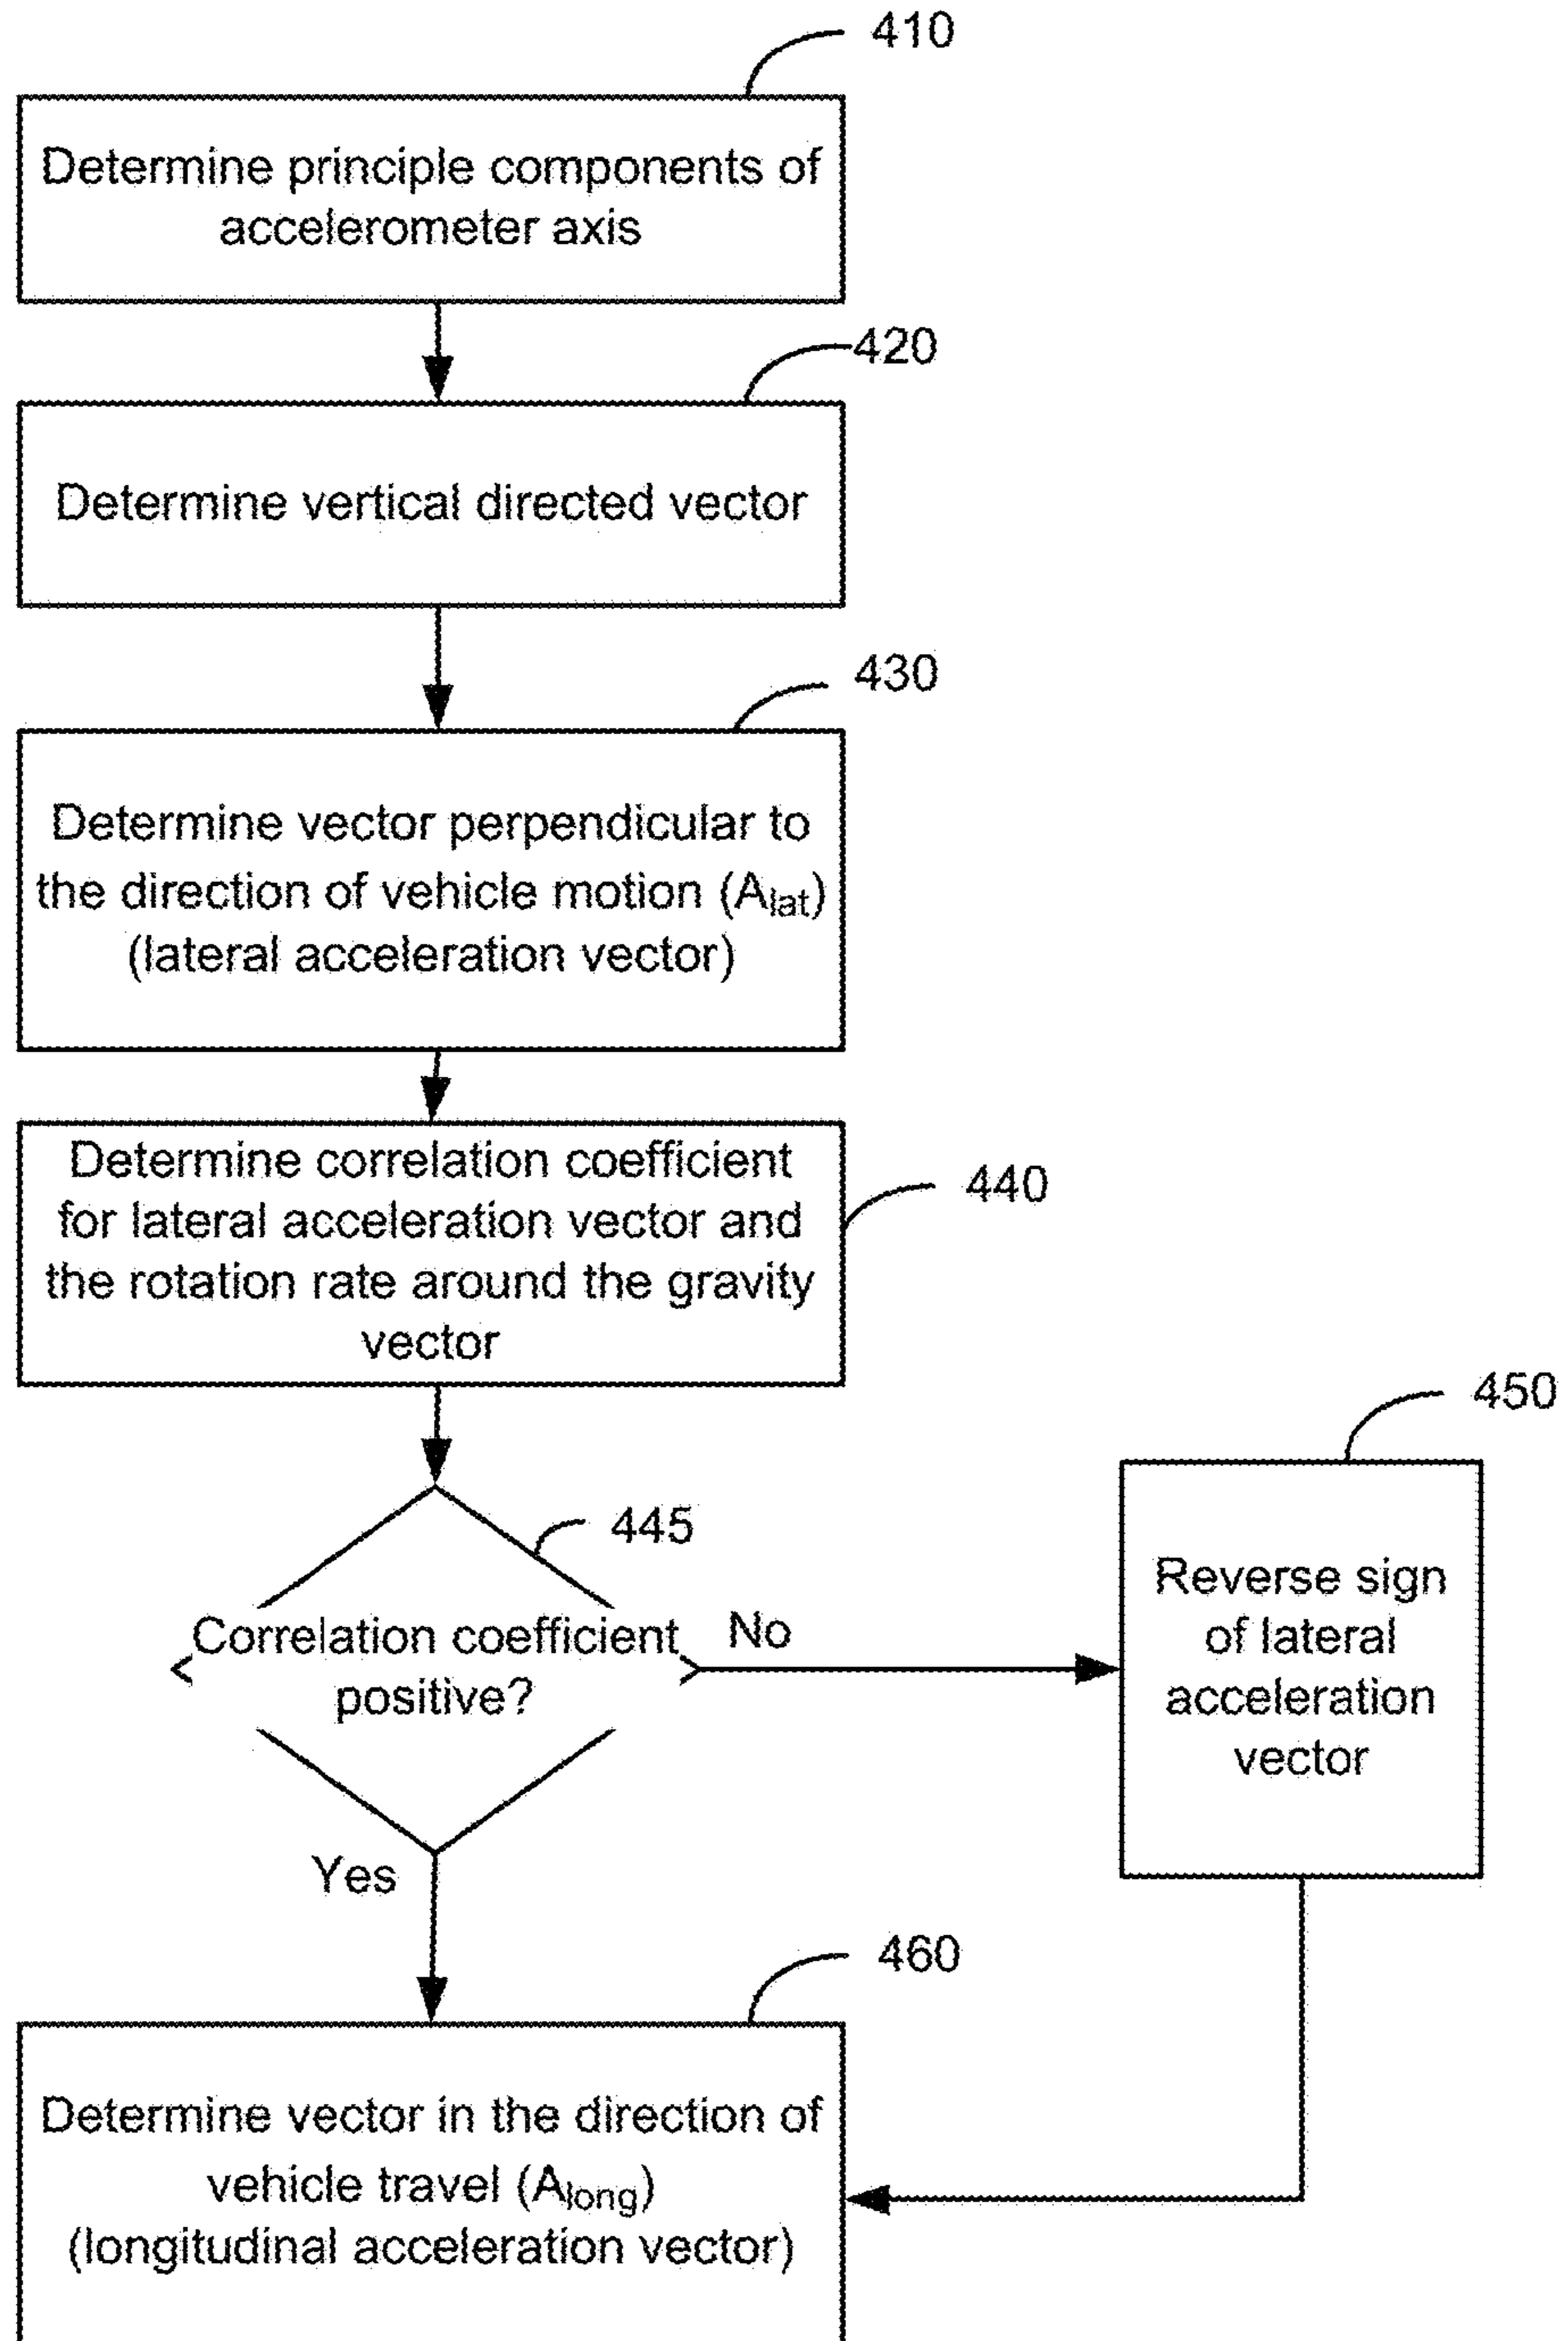 410
Determine principle components of
accelerometer axis
420
Determine vertical directed vector
430
Determine vector perpendicular to
the direction of vehicle motion (Alat)
(lateral acceleration vector)
440
Determine correlation coefficient
for lateral acceleration vector and
the rotation rate around the gravity
vector
445
Correlation coefficient
positive?
No
450
Reverse sign
of lateral
acceleration
vector
Yes
460
Determine vector in the direction of
vehicle travel (Along)
(longitudinal acceleration vector)